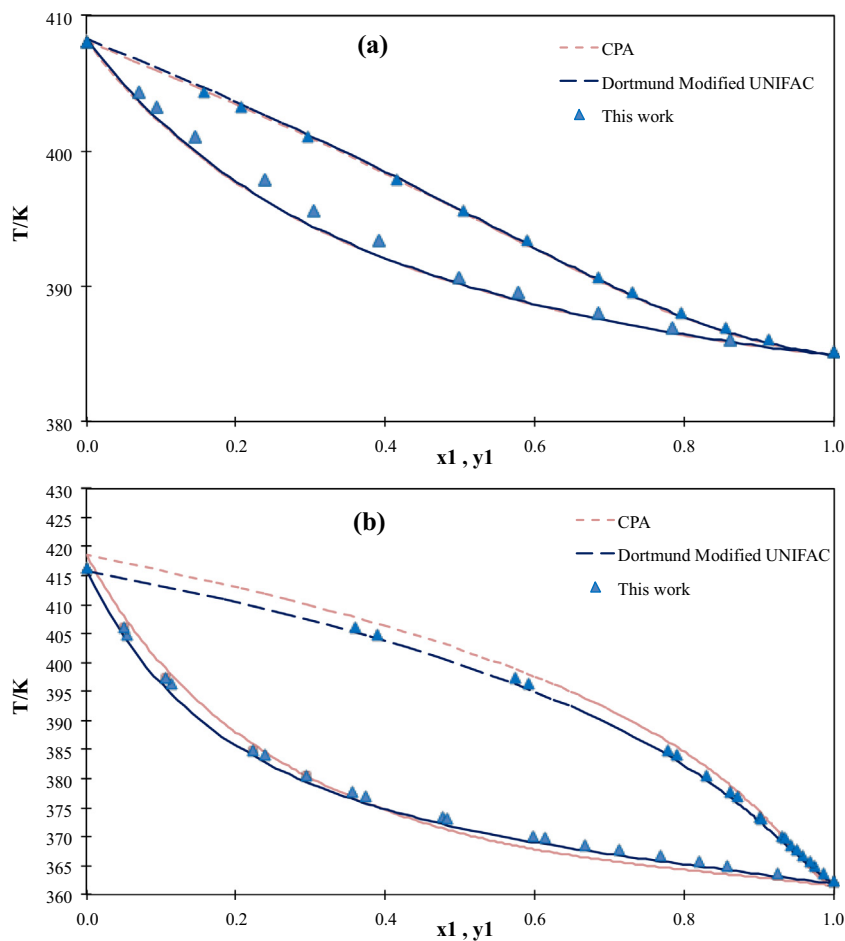 410
(a)
CPA
Dortmund Modified UNIFAC
This work
400
T/K
390
380
0.0 0.2 0.4 0.6 0.8 1.0
x1 , y1
430
425
420
415
410
405
400
395
390
385
380
375
370
365
360
(b)
CPA
Dortmund Modified UNIFAC
This work
T/K
0.0 0.2 0.4 0.6 0.8 1.0
x1 , y1